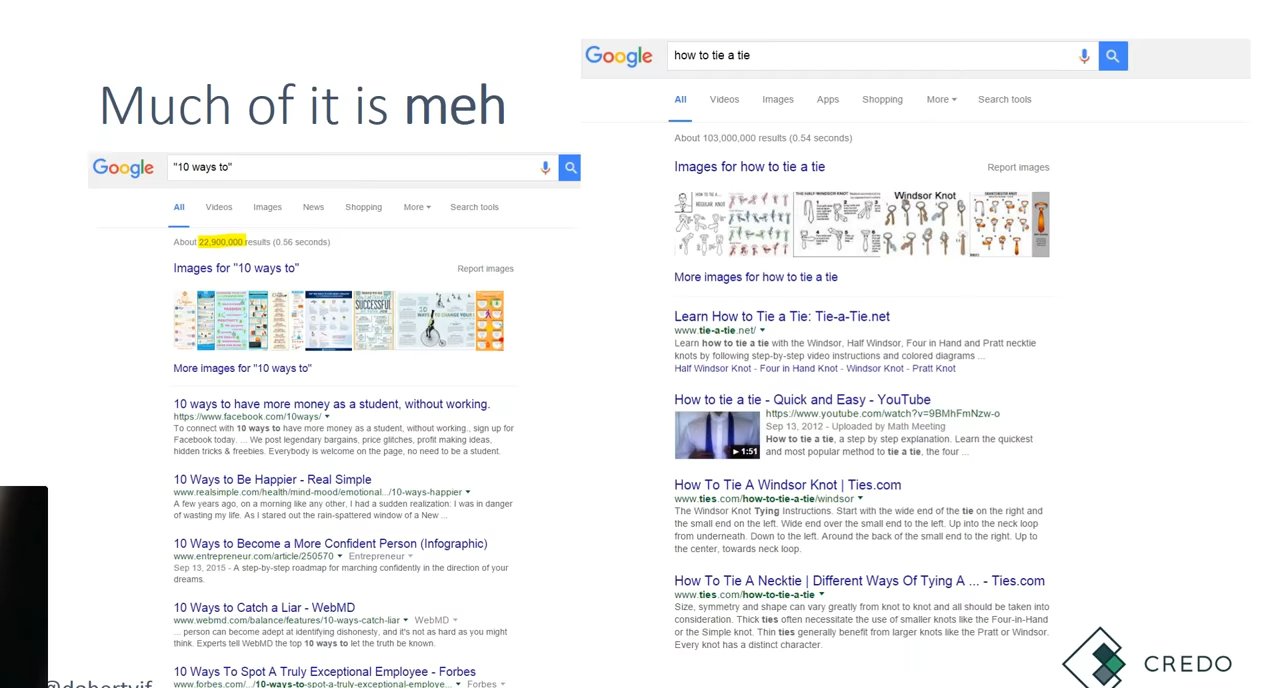 Much of it is meh
Google
"10 ways to"
All Videos Images News Shopping More Search tools
About 22,900,000 results (0.56 seconds)
Images for "10 ways to"
Report images
SUCCESSFUL
More images for "10 ways to"
10 ways to have more money as a student, without working.
https://www.facebook.com/10ways/
To connect with 10 ways to have more money as a student, without working., sign up for
Facebook today. ... We post legendary bargains, price glitches, profit making ideas,
hidden tricks & freebies. Everybody is welcome on the page, no need to be a student.
10 Ways to Be Happier - Real Simple
www.realsimple.com/health/mind-mood/emotional.../10-ways-happier
A few years ago, on a morning like any other, I had a sudden realization: I was in danger
of wasting my life. As I stared out the rain-spattered window of a New ...
10 Ways to Become a More Confident Person (Infographic)
www.entrepreneur.com/article/250570 Entrepreneur
Sep 13, 2015 - A step-by-step roadmap for marching confidently in the direction of your
dreams.
10 Ways to Catch a Liar - WebMD
www.webmd.com/balance/features/10-ways-catch-liar WebMD
... person can become adept at identifying dishonesty, and it's not as hard as you might
think. Experts tell WebMD the top 10 ways to let the truth be known.
10 Ways To Spot A Truly Exceptional Employee - Forbes
www.forbes.com/.../10-ways-to-spot-a-truly-exceptional-employe... Forbes
Google
how to tie a tie
All Videos Images Apps Shopping More Search tools
About 103,000,000 results (0.54 seconds)
Images for how to tie a tie
Report images
Windsor Knot
More images for how to tie a tie
Learn How to Tie a Tie: Tie-a-Tie.net
www.tie-a-tie.net/
Learn how to tie a tie with the Windsor, Half Windsor, Four in Hand and Pratt necktie
knots by following step-by-step video instructions and colored diagrams ...
Half Windsor Knot - Four in Hand Knot - Windsor Knot - Pratt Knot
How to tie a tie - Quick and Easy - YouTube
https://www.youtube.com/watch?v=9BMhFmNzw-o
Sep 13, 2012 - Uploaded by Math Meeting
How to tie a tie, a step by step explanation. Learn the quickest
and most popular method to tie a tie, the four ...
1:51
How To Tie A Windsor Knot | Ties.com
www.ties.com/how-to-tie-a-tie/windsor
The Windsor Knot Tying Instructions. Start with the wide end of the tie on the right and
the small end on the left. Wide end over the small end to the left. Up into the neck loop
from underneath. Down to the left. Around the back of the small end to the right. Up to
the center, towards neck loop.
How To Tie A Necktie | Different Ways Of Tying A ... - Ties.com
www.ties.com/how-to-tie-a-tie
Size, symmetry and shape can vary greatly from knot to knot and all should be taken into
consideration. Thick ties often necessitate the use of smaller knots like the Four-in-Hand
or the Simple knot. Thin ties generally benefit from larger knots like the Pratt or Windsor.
Every knot has a distinct character.
CREDO